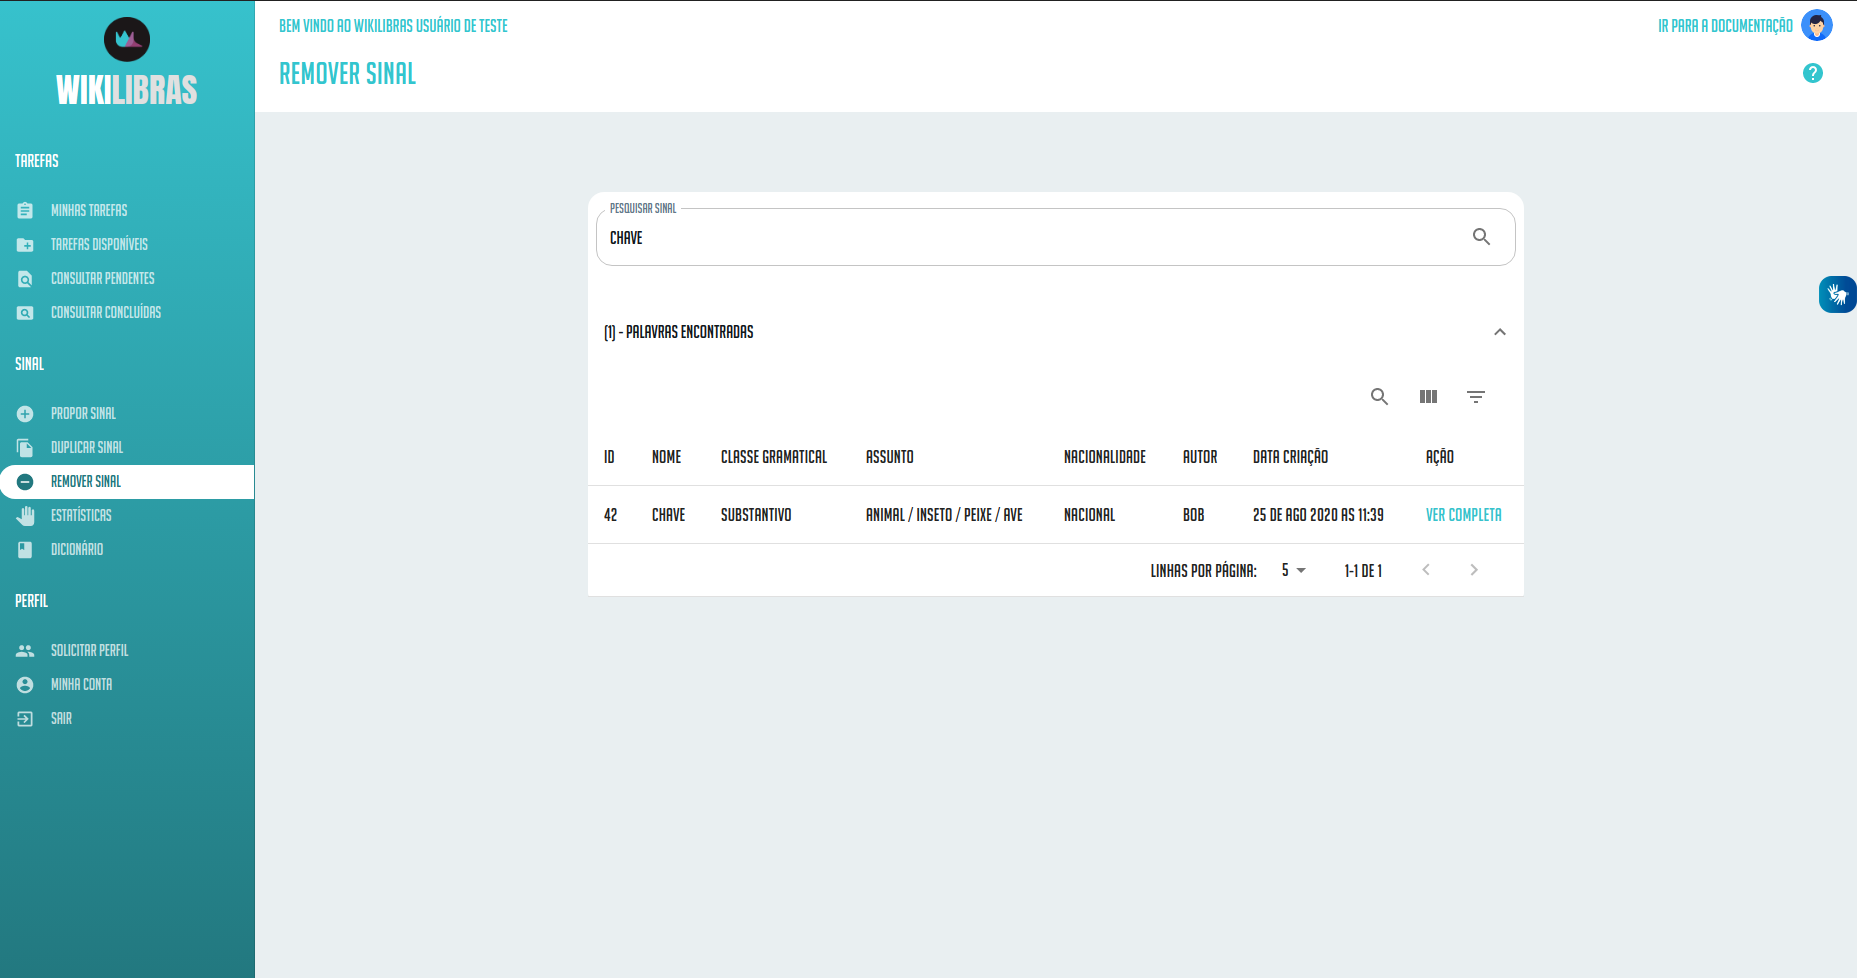 WIKILIBRAS
TAREFAS
MINHAS TAREFAS
TAREFAS DISPONÍVEIS
CONSULTAR PENDENTES
CONSULTAR CONCLUÍDAS
SINAL
PROPOR SINAL
DUPLICAR SINAL
REMOVER SINAL
ESTATÍSTICAS
DICIONÁRIO
PERFIL
SOLICITAR PERFIL
MINHA CONTA
SAIR
BEM VINDO AO WIKILIBRAS USUÁRIO DE TESTE
IR PARA A DOCUMENTAÇÃO
REMOVER SINAL
?
PESQUISAR SINAL
CHAVE
(1) - PALAVRAS ENCONTRADAS
ID NOME CLASSE GRAMATICAL ASSUNTO NACIONALIDADE AUTOR DATA CRIAÇÃO AÇÃO
42 CHAVE SUBSTANTIVO ANIMAL / INSETO / PEIXE / AVE NACIONAL BOB 25 DE AGO 2020 AS 11:39 VER COMPLETA
LINHAS POR PÁGINA: 5 1-1 DE 1